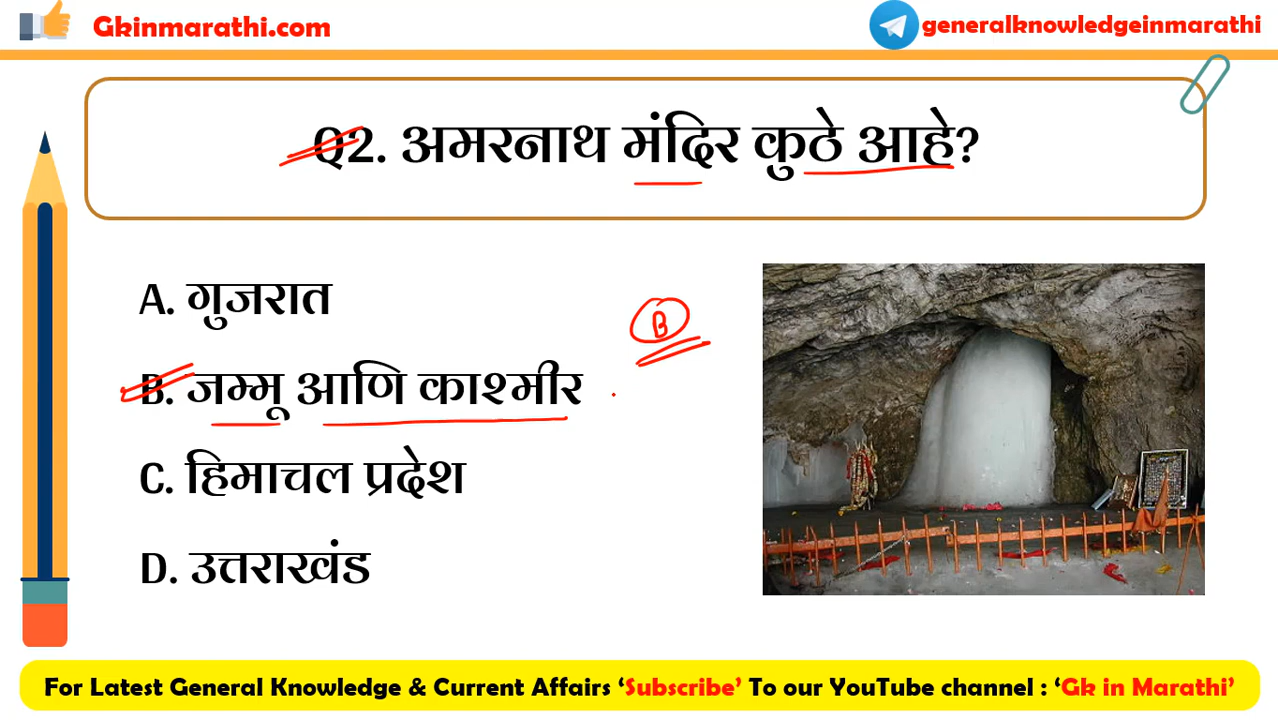 Gkinmarathi.com
generalknowledgeinmarathi
Q2. अमरनाथ मंदिर कुठे आहे?
A. गुजरात
B
B. जम्मू आणि काश्मीर
C. हिमाचल प्रदेश
D. उत्तराखंड
For Latest General Knowledge & Current Affairs ‘Subscribe’ To our YouTube channel : ‘Gk in Marathi’